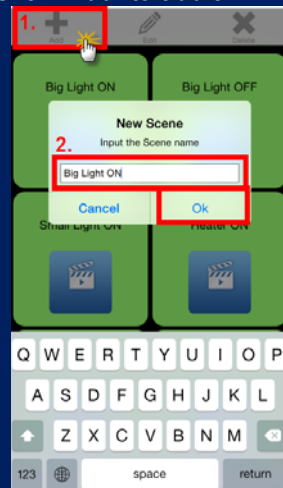 1.
Add
Edit
Delete
Big Light ON
Big Light OFF
New Scene
2.
Input the Scene name
Big Light ON
Cancel
Ok
Small Light ON
Heater ON
Q W E R T Y U I O P
A S D F G H J K L
Z X C V B N M
123
space
return